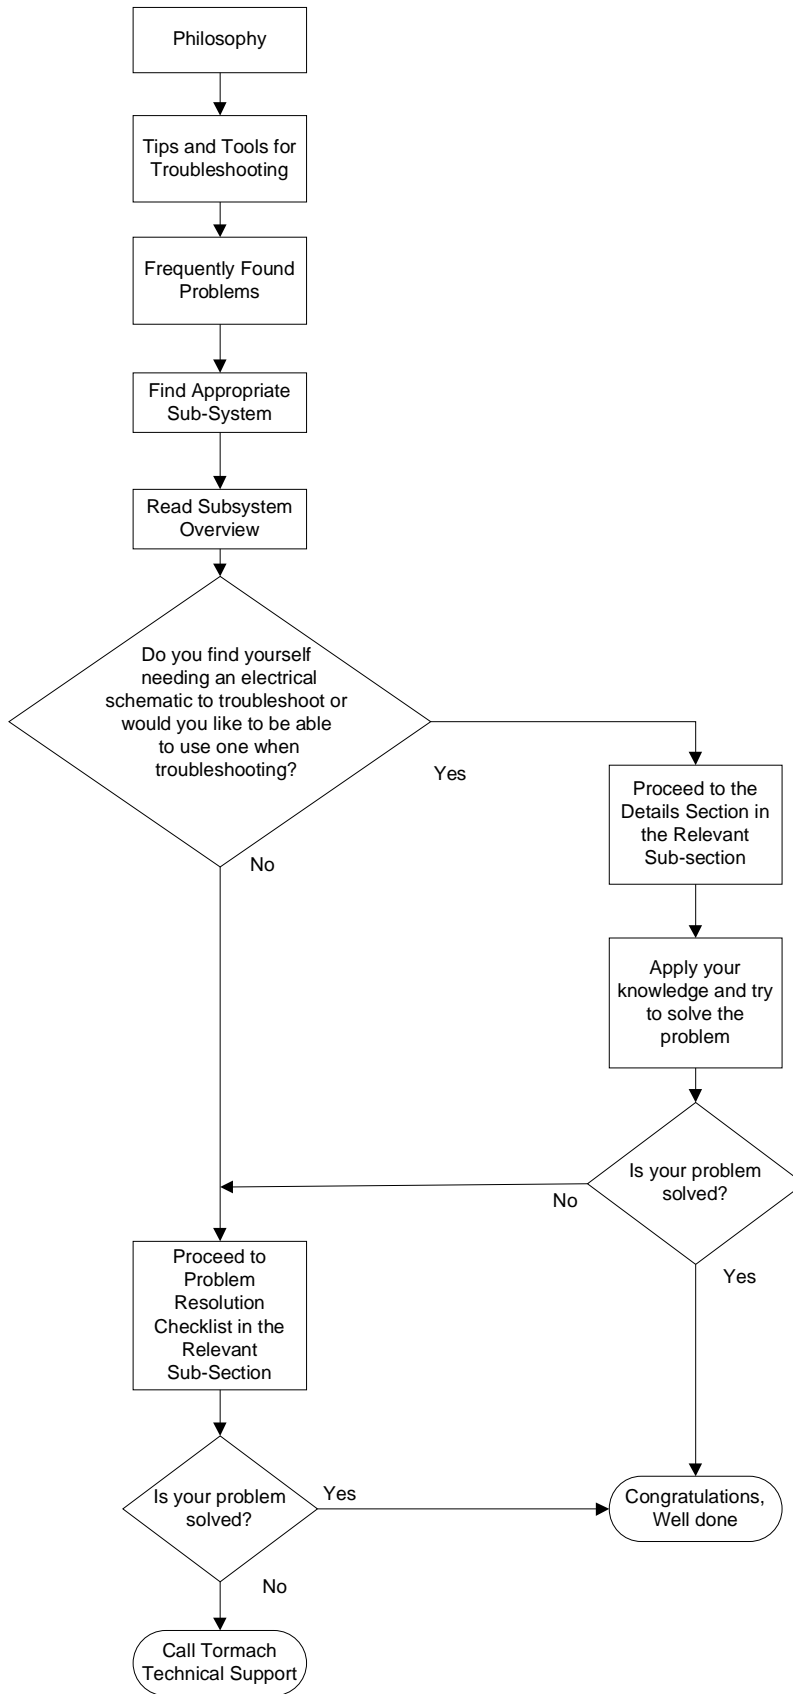 Philosophy
Tips and Tools for
Troubleshooting
Frequently Found
Problems
Find Appropriate
Sub-System
Read Subsystem
Overview
Do you find yourself
needing an electrical
schematic to troubleshoot or
would you like to be able
to use one when
troubleshooting?
Yes
No
Proceed to the
Details Section in
the Relevant
Sub-section
Apply your
knowledge and try
to solve the
problem
Is your problem
solved?
No
Yes
Proceed to
Problem
Resolution
Checklist in the
Relevant
Sub-Section
Is your problem
solved?
Yes
No
Congratulations,
Well done
Call Tormach
Technical Support